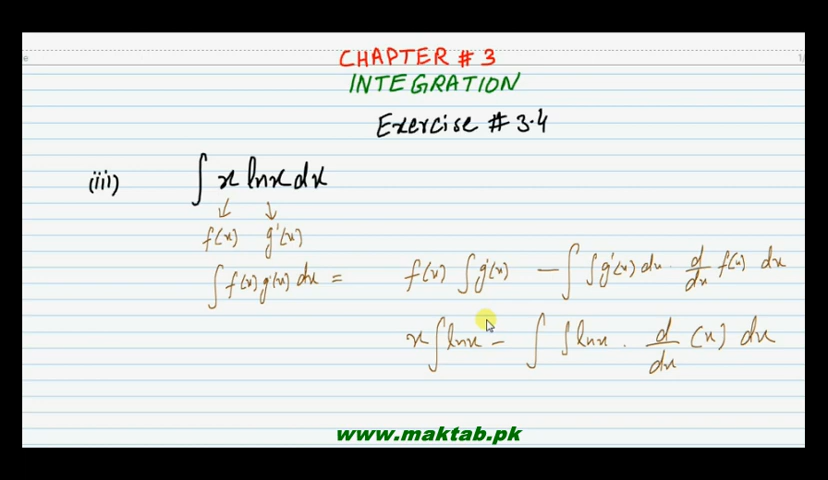 CHAPTER # 3
INTEGRATION
Exercise # 3.4
(iii) ∫ x lnx dx
f(x) g'(x)
∫ f(x) g'(x) dx = f(x) ∫ g'(x) − ∫ ∫ g'(x) dx . d/dx f(x) dx
x ∫ lnx − ∫ ∫ lnx . d/dx (x) dx
www.maktab.pk